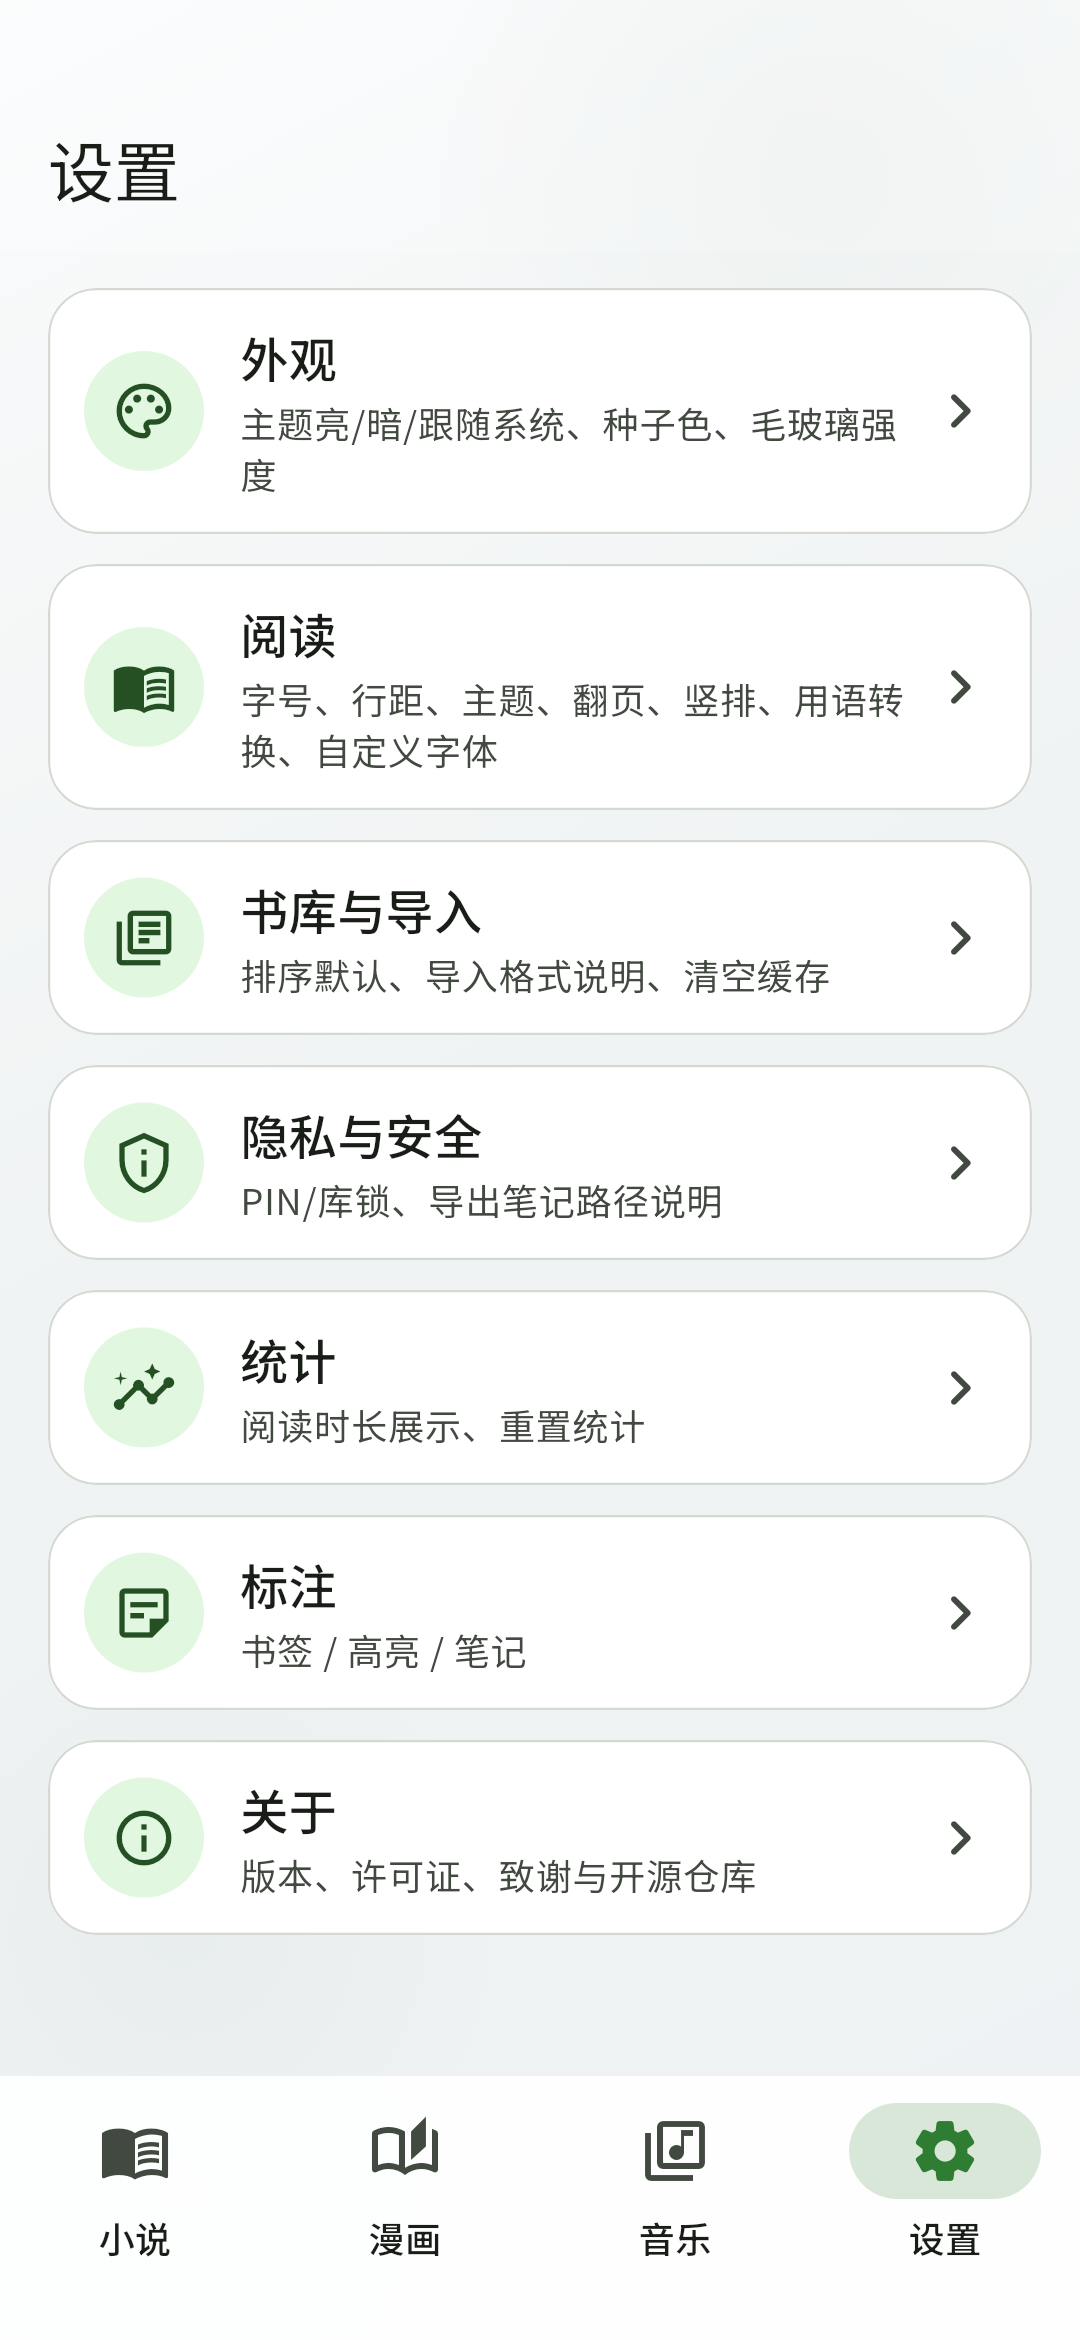 设置
外观
主题亮/暗/跟随系统、种子色、毛玻璃强
度
阅读
字号、行距、主题、翻页、竖排、用语转
换、自定义字体
书库与导入
排序默认、导入格式说明、清空缓存
隐私与安全
PIN/库锁、导出笔记路径说明
统计
阅读时长展示、重置统计
标注
书签 / 高亮 / 笔记
关于
版本、许可证、致谢与开源仓库
小说
漫画
音乐
设置